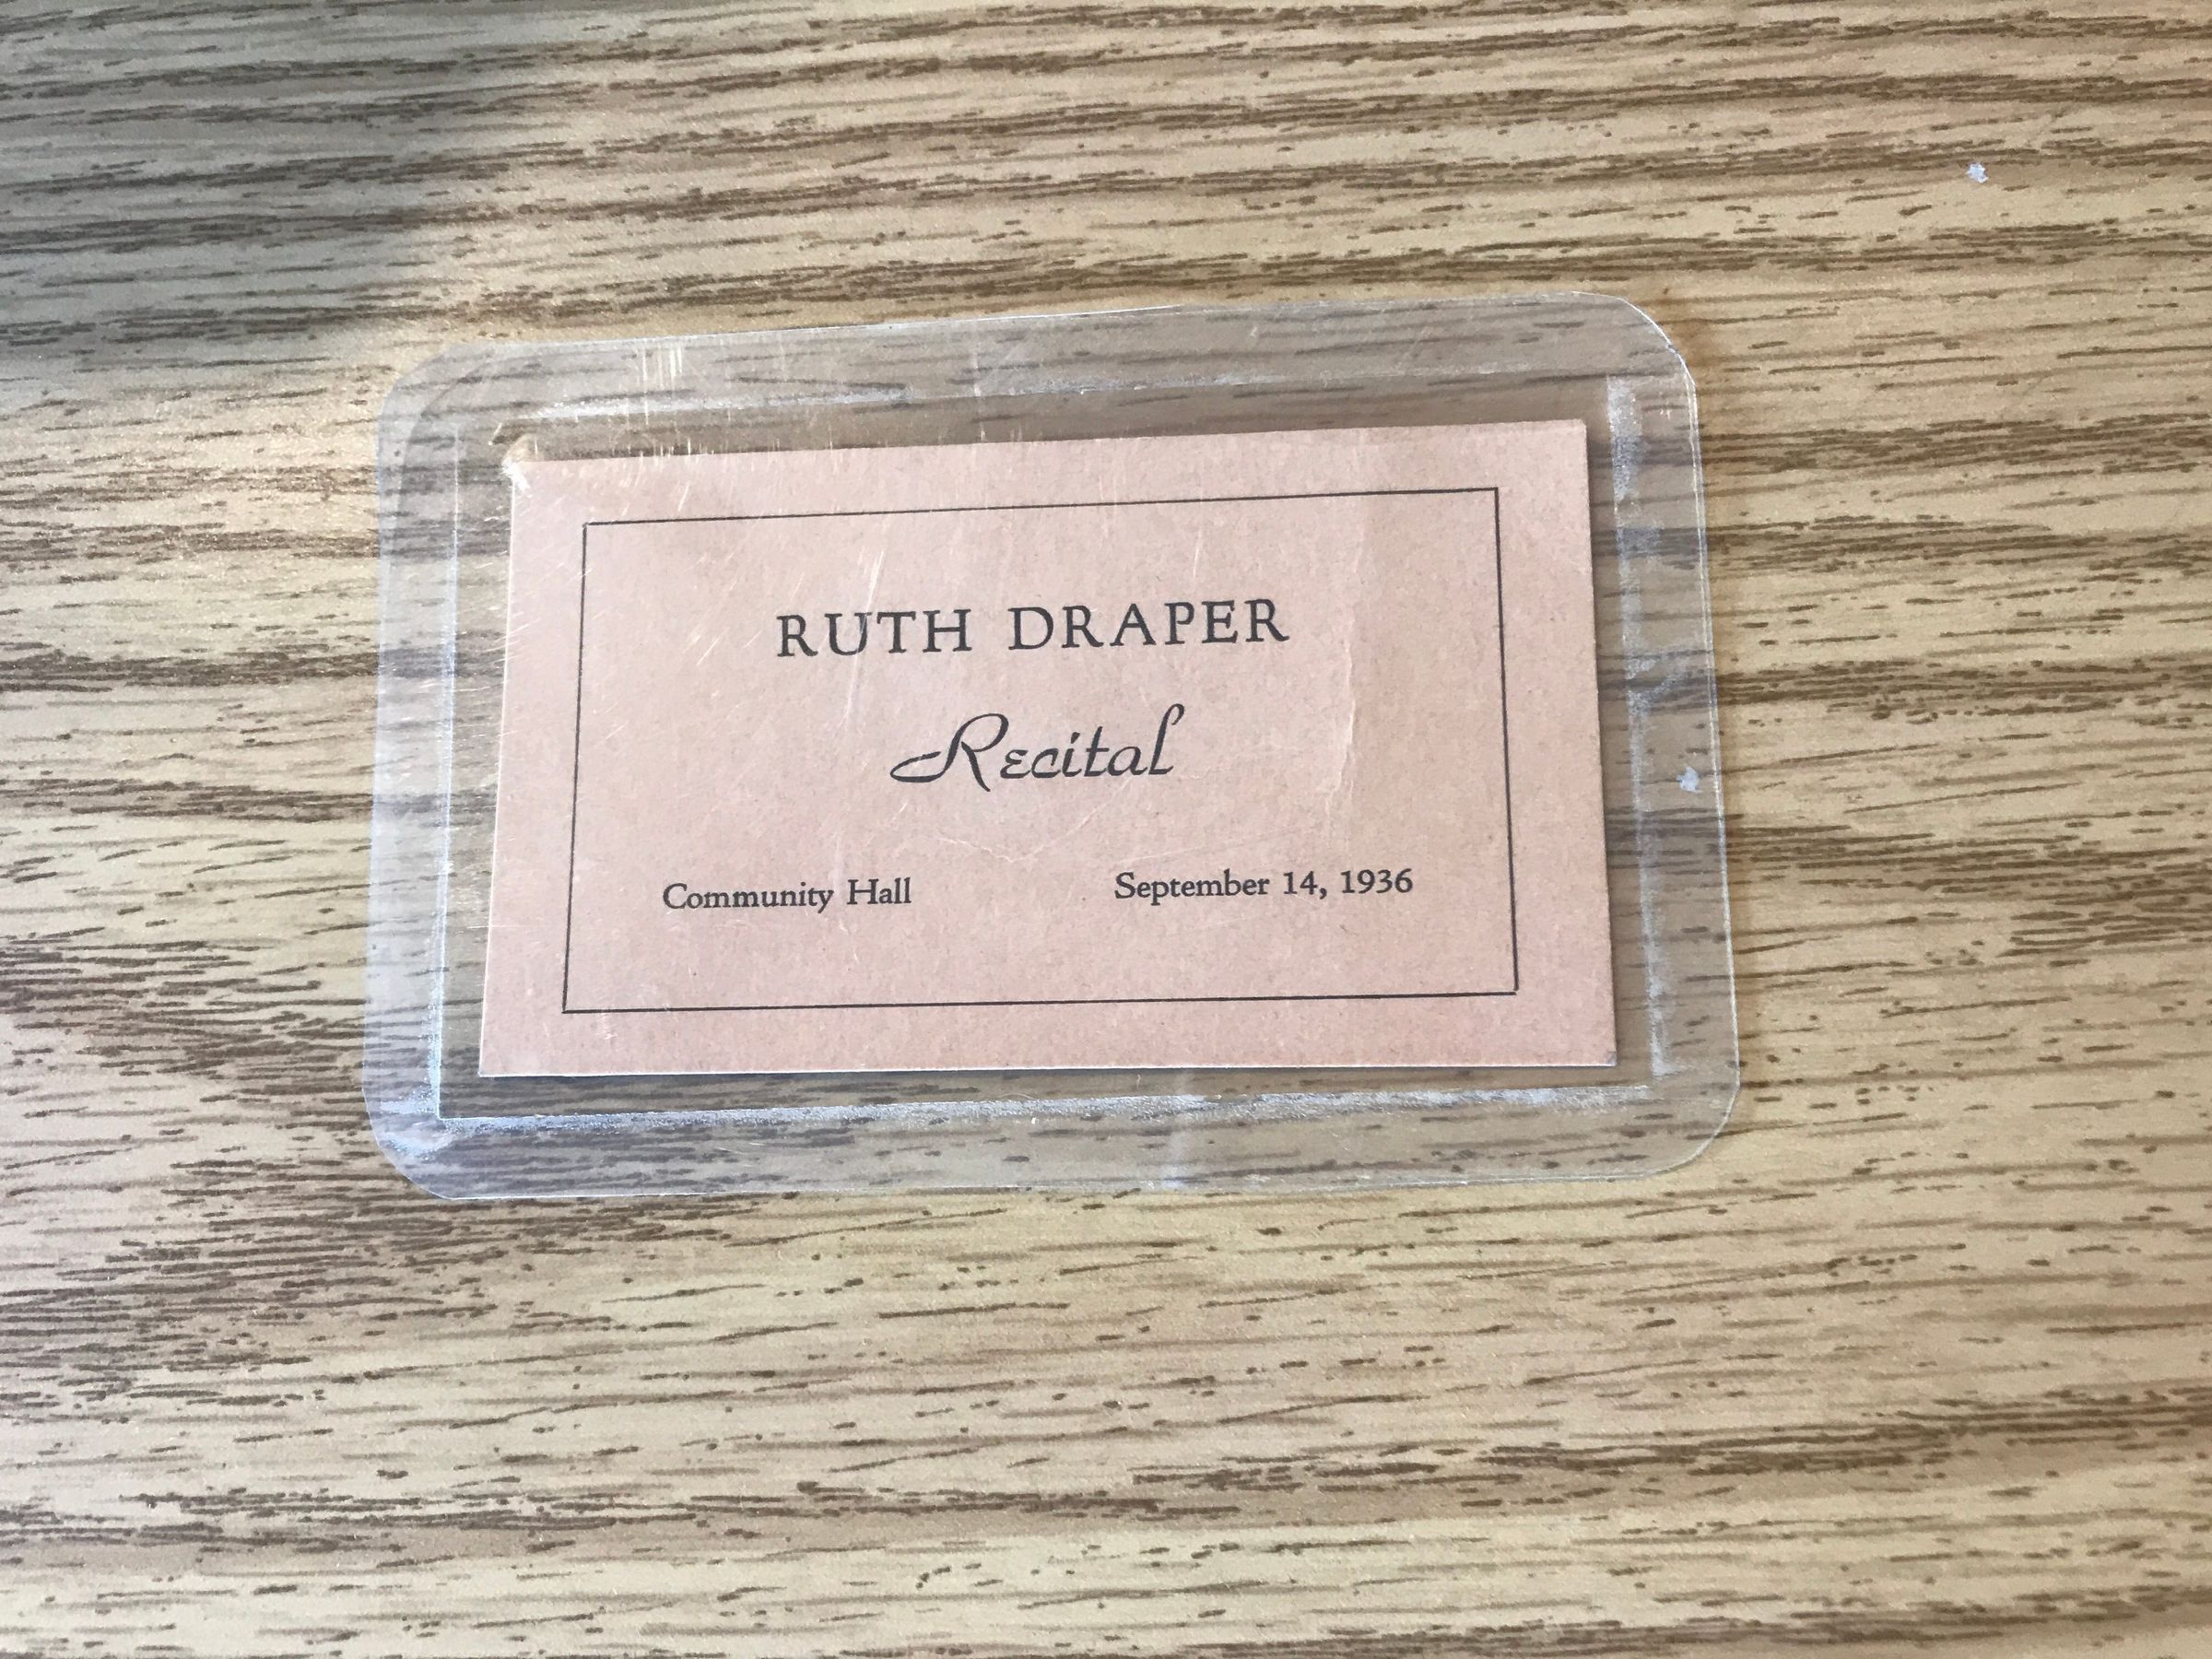 RUTH DRAPER
Recital
Community Hall September 14, 1936